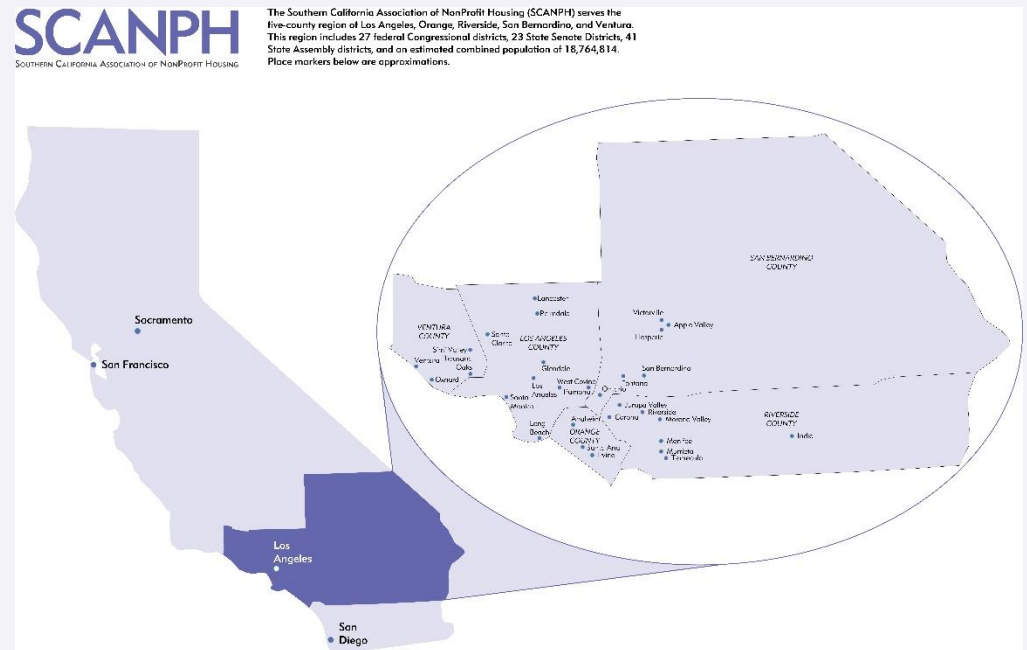 SCANPH
SOUTHERN CALIFORNIA ASSOCIATION OF NONPROFIT HOUSING
The Southern California Association of NonProfit Housing (SCANPH) serves the
five-county region of Los Angeles, Orange, Riverside, San Bernardino, and Ventura.
This region includes 27 federal Congressional districts, 23 State Senate Districts, 41
State Assembly districts, and an estimated combined population of 18,764,814.
Place markers below are approximations.
Sacramento
San Francisco
Los
Angeles
San
Diego
SAN BERNARDINO
COUNTY
Lancaster
Palmdale
VENTURA
COUNTY
Santa
Clarita
LOS ANGELES
COUNTY
Victorville
Apple Valley
Hesperia
Simi Valley
Ventura
Thousand
Oaks
Oxnard
Glendale
Los
Angeles
West Covina
Pomona
Ontario
Fontana
San Bernardino
Santa
Monica
Long
Beach
Anaheim
ORANGE
COUNTY
Santa Ana
Irvine
Corona
Jurupa Valley
Riverside
Moreno Valley
RIVERSIDE
COUNTY
Indio
Menifee
Murrieta
Temecula